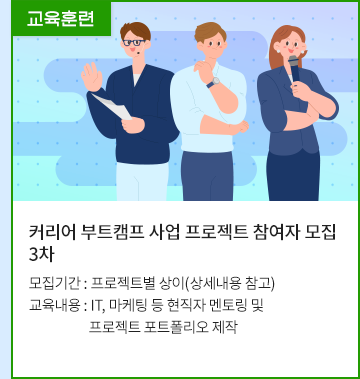 교육훈련
커리어 부트캠프 사업 프로젝트 참여자 모집
3차
모집기간 : 프로젝트별 상이(상세내용 참고)
교육내용 : IT, 마케팅 등 현직자 멘토링 및
프로젝트 포트폴리오 제작